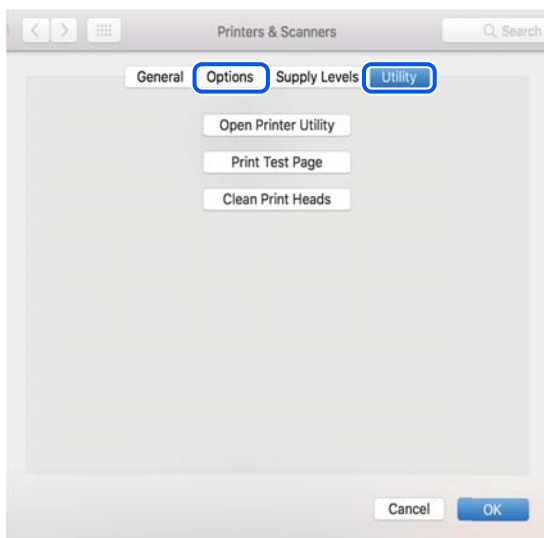 Printers & Scanners Search
General Options Supply Levels Utility
Open Printer Utility
Print Test Page
Clean Print Heads
Cancel OK